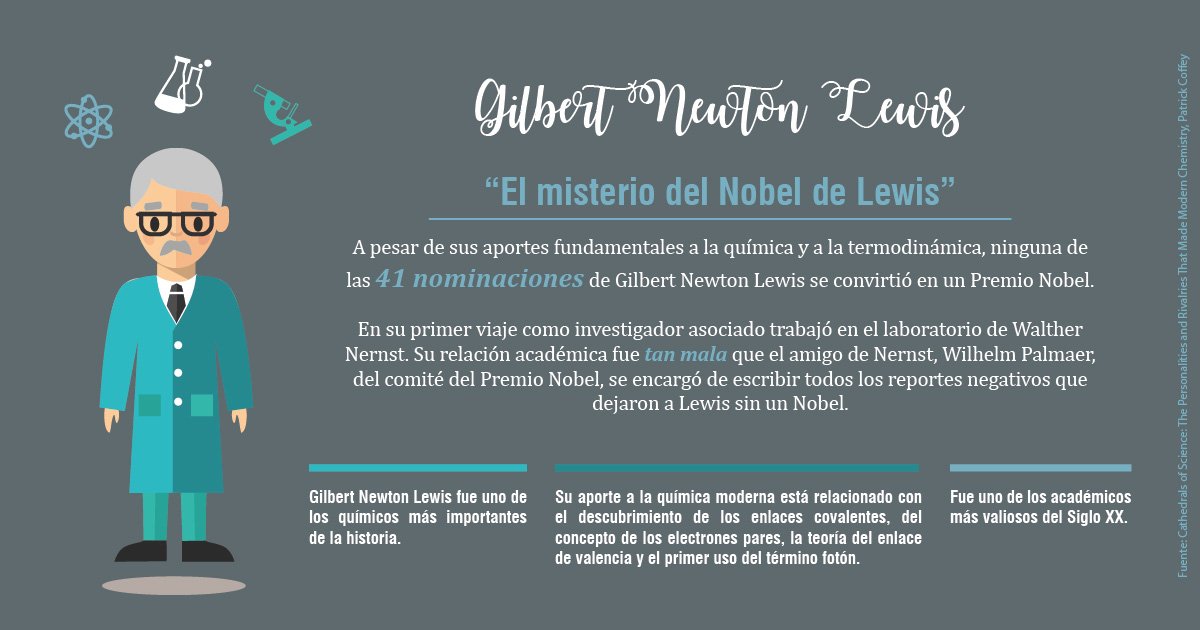 Gilbert Newton Lewis
“El misterio del Nobel de Lewis”
A pesar de sus aportes fundamentales a la química y a la termodinámica, ninguna de
las 41 nominaciones de Gilbert Newton Lewis se convirtió en un Premio Nobel.
En su primer viaje como investigador asociado trabajó en el laboratorio de Walther
Nernst. Su relación académica fue tan mala que el amigo de Nernst, Wilhelm Palmaer,
del comité del Premio Nobel, se encargó de escribir todos los reportes negativos que
dejaron a Lewis sin un Nobel.
Gilbert Newton Lewis fue uno de
los químicos más importantes
de la historia.
Su aporte a la química moderna está relacionado con
el descubrimiento de los enlaces covalentes, del
concepto de los electrones pares, la teoría del enlace
de valencia y el primer uso del término fotón.
Fue uno de los académicos
más valiosos del Siglo XX.
Fuente: Cathedrals of Science: The Personalities and Rivalries That Made Modern Chemistry, Patrick Coffey